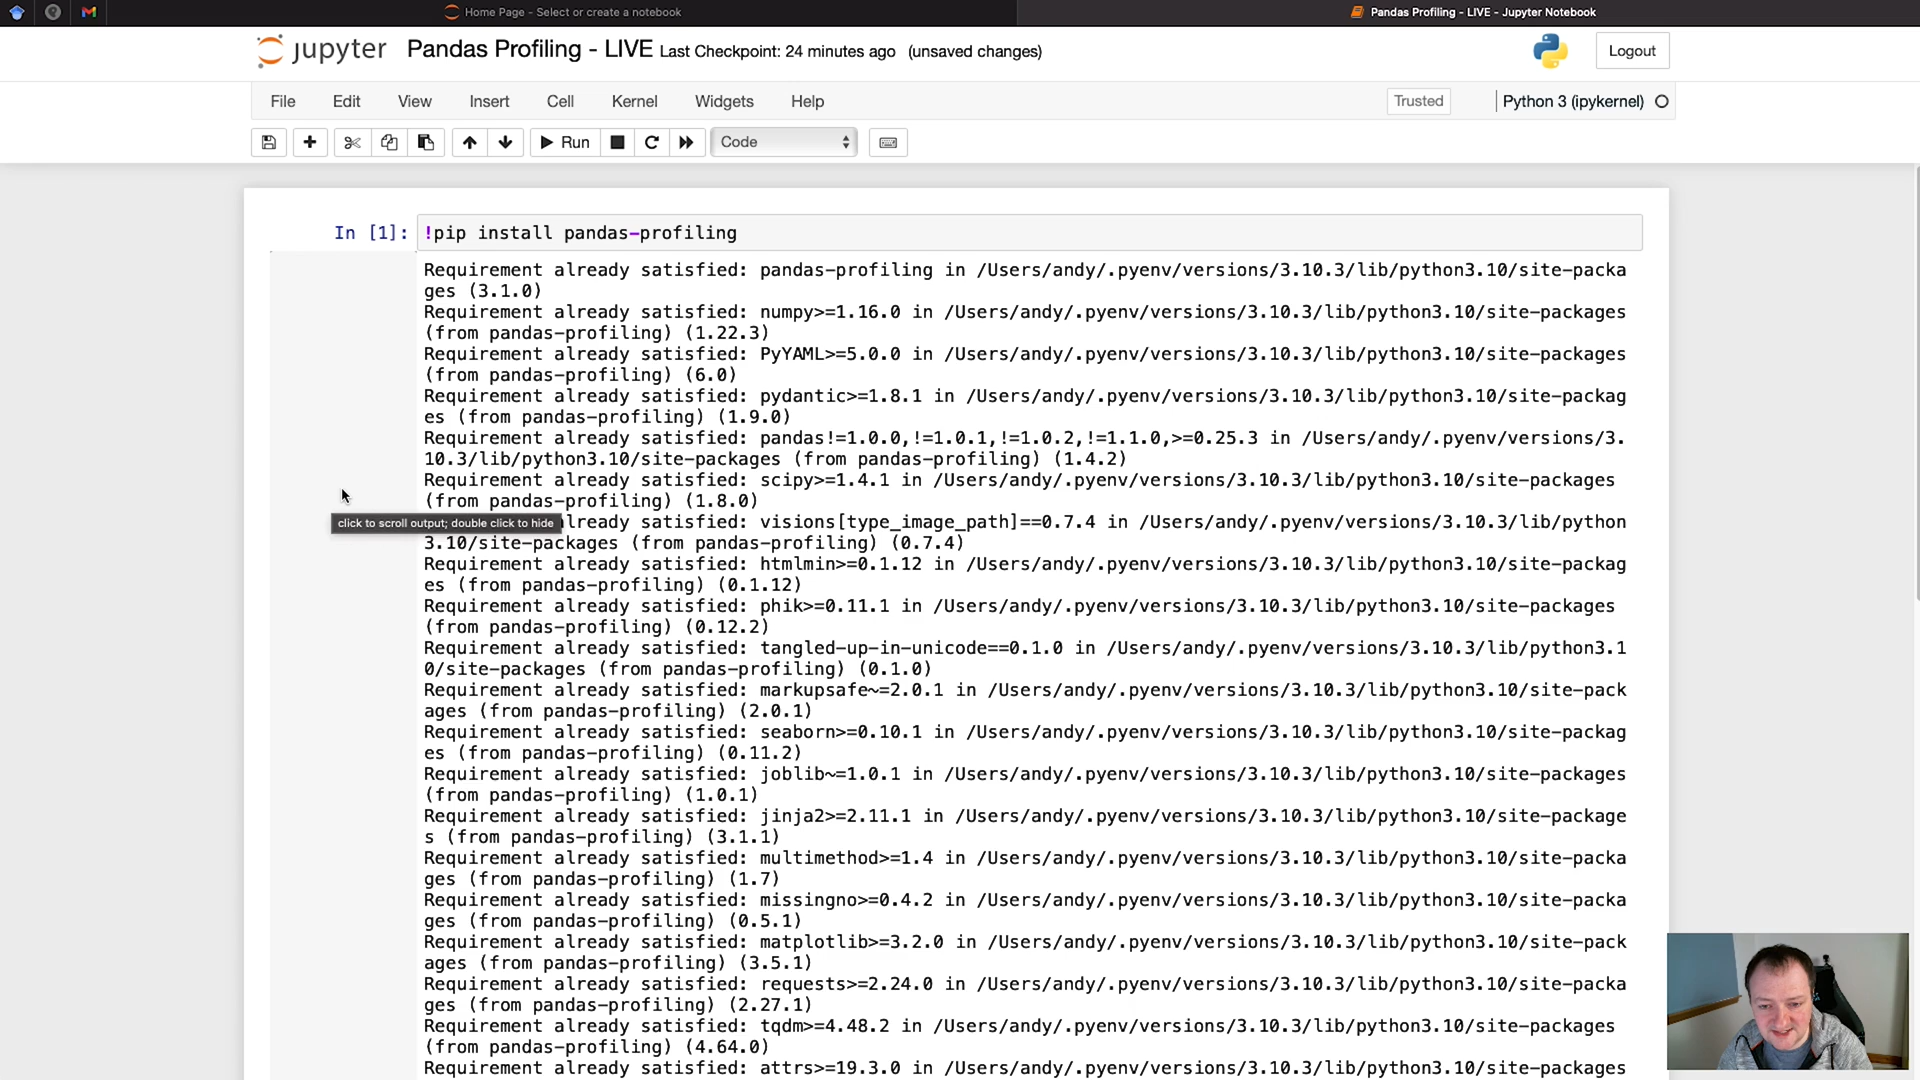 Home Page - Select or create a notebook
Pandas Profiling - LIVE - Jupyter Notebook
jupyter Pandas Profiling - LIVE Last Checkpoint: 24 minutes ago (unsaved changes)
Logout
File Edit View Insert Cell Kernel Widgets Help
Trusted
Python 3 (ipykernel)
Run
Code
In [1]: !pip install pandas-profiling
Requirement already satisfied: pandas-profiling in /Users/andy/.pyenv/versions/3.10.3/lib/python3.10/site-packa
ges (3.1.0)
Requirement already satisfied: numpy>=1.16.0 in /Users/andy/.pyenv/versions/3.10.3/lib/python3.10/site-packages
(from pandas-profiling) (1.22.3)
Requirement already satisfied: PyYAML>=5.0.0 in /Users/andy/.pyenv/versions/3.10.3/lib/python3.10/site-packages
(from pandas-profiling) (6.0)
Requirement already satisfied: pydantic>=1.8.1 in /Users/andy/.pyenv/versions/3.10.3/lib/python3.10/site-packag
es (from pandas-profiling) (1.9.0)
Requirement already satisfied: pandas!=1.0.0,!=1.0.1,!=1.0.2,!=1.1.0,>=0.25.3 in /Users/andy/.pyenv/versions/3.
10.3/lib/python3.10/site-packages (from pandas-profiling) (1.4.2)
Requirement already satisfied: scipy>=1.4.1 in /Users/andy/.pyenv/versions/3.10.3/lib/python3.10/site-packages
(from pandas-profiling) (1.8.0)
click to scroll output; double click to hide
already satisfied: visions[type_image_path]==0.7.4 in /Users/andy/.pyenv/versions/3.10.3/lib/python
3.10/site-packages (from pandas-profiling) (0.7.4)
Requirement already satisfied: htmlmin>=0.1.12 in /Users/andy/.pyenv/versions/3.10.3/lib/python3.10/site-packag
es (from pandas-profiling) (0.1.12)
Requirement already satisfied: phik>=0.11.1 in /Users/andy/.pyenv/versions/3.10.3/lib/python3.10/site-packages
(from pandas-profiling) (0.12.2)
Requirement already satisfied: tangled-up-in-unicode==0.1.0 in /Users/andy/.pyenv/versions/3.10.3/lib/python3.1
0/site-packages (from pandas-profiling) (0.1.0)
Requirement already satisfied: markupsafe~=2.0.1 in /Users/andy/.pyenv/versions/3.10.3/lib/python3.10/site-pack
ages (from pandas-profiling) (2.0.1)
Requirement already satisfied: seaborn>=0.10.1 in /Users/andy/.pyenv/versions/3.10.3/lib/python3.10/site-packag
es (from pandas-profiling) (0.11.2)
Requirement already satisfied: joblib~=1.0.1 in /Users/andy/.pyenv/versions/3.10.3/lib/python3.10/site-packages
(from pandas-profiling) (1.0.1)
Requirement already satisfied: jinja2>=2.11.1 in /Users/andy/.pyenv/versions/3.10.3/lib/python3.10/site-package
s (from pandas-profiling) (3.1.1)
Requirement already satisfied: multimethod>=1.4 in /Users/andy/.pyenv/versions/3.10.3/lib/python3.10/site-packa
ges (from pandas-profiling) (1.7)
Requirement already satisfied: missingno>=0.4.2 in /Users/andy/.pyenv/versions/3.10.3/lib/python3.10/site-packa
ges (from pandas-profiling) (0.5.1)
Requirement already satisfied: matplotlib>=3.2.0 in /Users/andy/.pyenv/versions/3.10.3/lib/python3.10/site-pack
ages (from pandas-profiling) (3.5.1)
Requirement already satisfied: requests>=2.24.0 in /Users/andy/.pyenv/versions/3.10.3/lib/python3.10/site-packa
ges (from pandas-profiling) (2.27.1)
Requirement already satisfied: tqdm>=4.48.2 in /Users/andy/.pyenv/versions/3.10.3/lib/python3.10/site-packages
(from pandas-profiling) (4.64.0)
Requirement already satisfied: attrs>=19.3.0 in /Users/andy/.pyenv/versions/3.10.3/lib/python3.10/site-packages